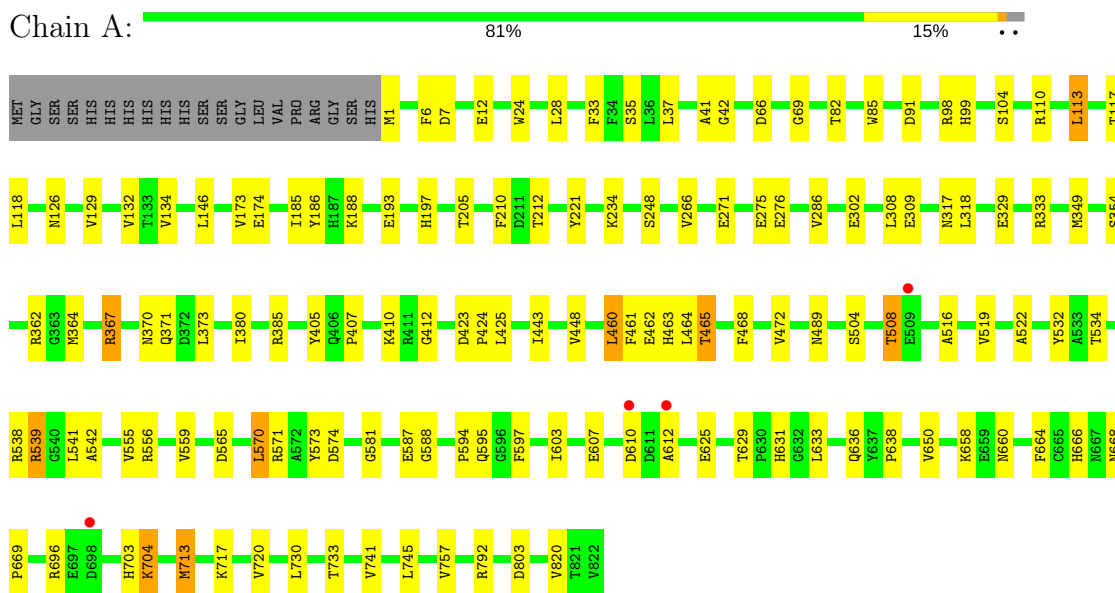 Chain A:
81% 15% • •
MET GLY SER SER HIS HIS HIS HIS HIS HIS SER SER GLY LEU VAL PRO ARG GLY SER HIS M1 F6 D7 E12 W24 L28 F33 F34 S35 L36 L37 A41 G42 D66 G69 T82 W85 D91 R98 H99 S104 R110 L113 T117
L118 N126 V129 V132 T133 V134 L146 V173 E174 I185 Y186 H187 K188 E193 H197 T205 F210 D211 T212 Y221 K234 S248 V266 E271 E275 E276 V286 E302 L308 E309 N317 L318 E329 R333 M349 S354
R362 G363 M364 R367 N370 Q371 D372 L373 I380 R385 Y405 Q406 P407 K410 R411 G412 D423 P424 L425 I443 V448 L460 F461 E462 H463 L464 T465 F468 V472 N489 S504 T508 E509 A516 V519 A522 Y532 A533 T534
R538 R539 G540 L541 A542 V555 R556 V559 D565 L570 R571 A572 Y573 D574 G581 E587 G588 P594 Q595 G596 F597 I603 E607 D610 D611 A612 E625 T629 P630 H631 G632 L633 Q636 Y637 P638 V650 K658 E659 N660 F664 C665 H666 N667 N668
P669 R696 E697 D698 H703 K704 M713 K717 V720 L730 T733 V741 L745 V757 R792 D803 V820 T821 V822